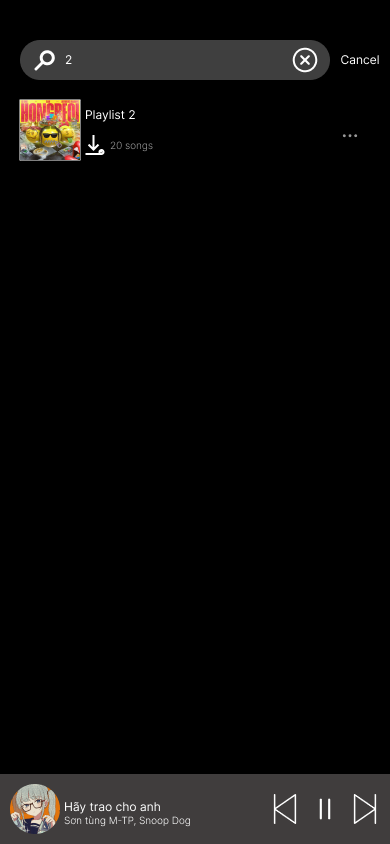 2
Cancel
Playlist 2
20 songs
Hãy trao cho anh
Sơn tùng M-TP, Snoop Dog